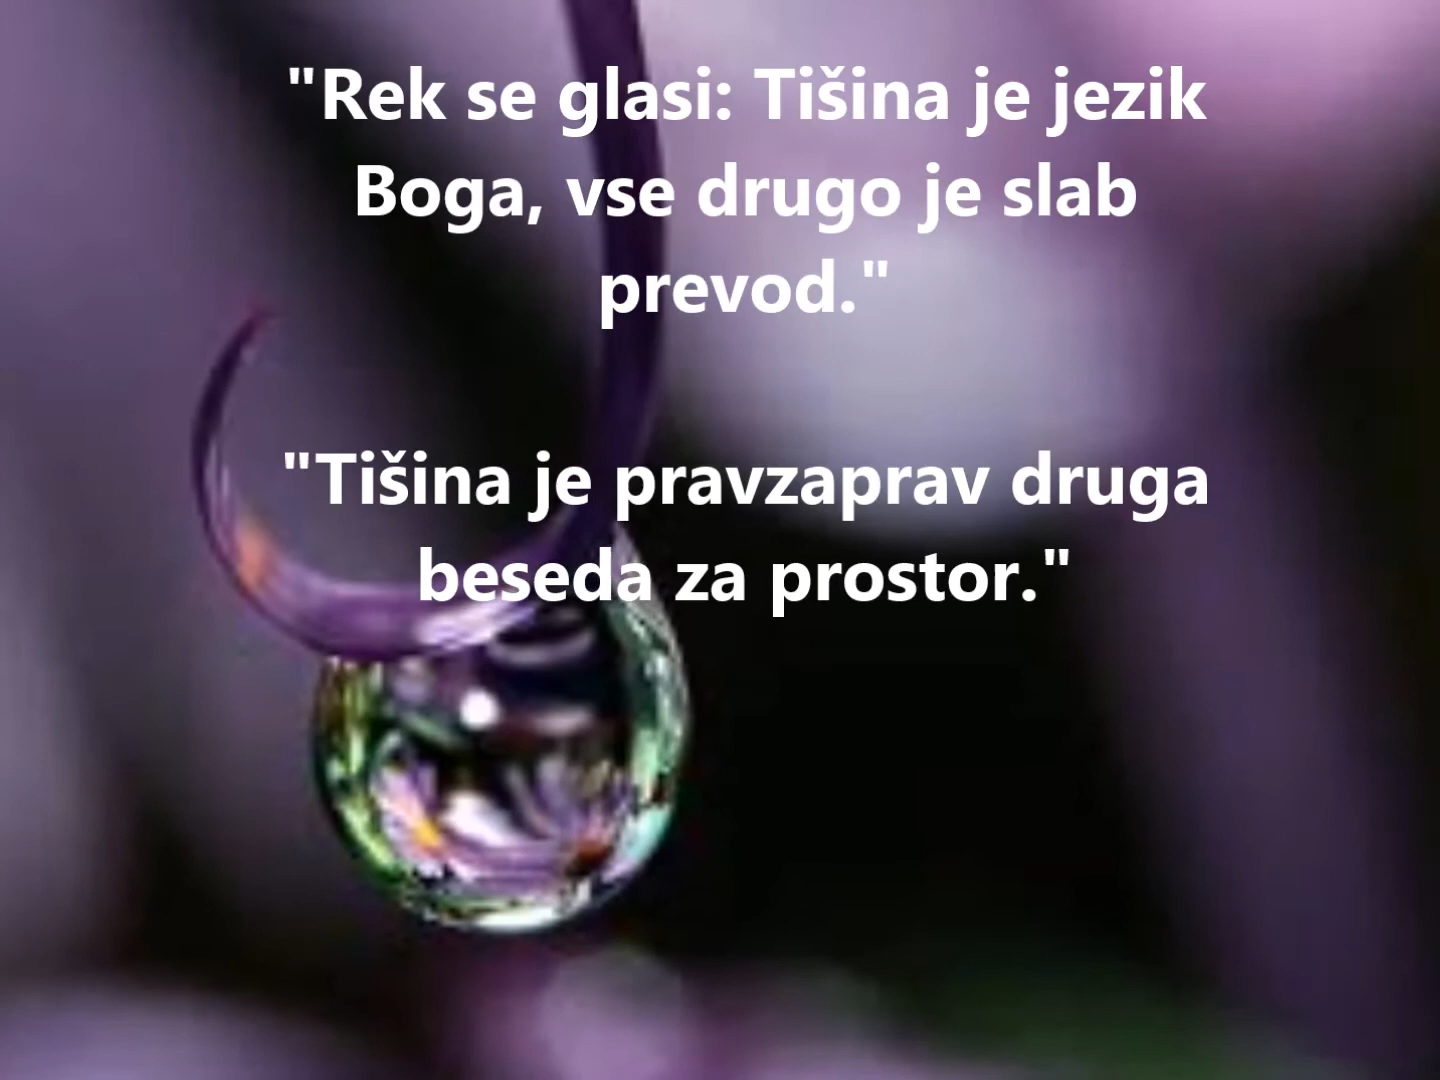 "Rek se glasi: Tišina je jezik
Boga, vse drugo je slab
prevod."
"Tišina je pravzaprav druga
beseda za prostor."